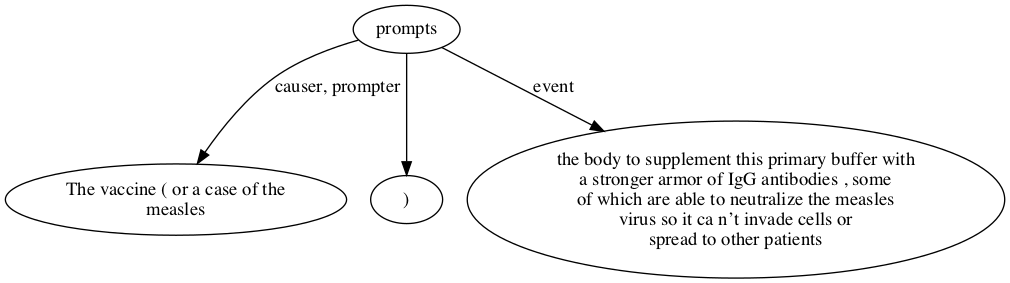 prompts
causer, prompter
event
The vaccine ( or a case of the
measles
)
the body to supplement this primary buffer with
a stronger armor of IgG antibodies , some
of which are able to neutralize the measles
virus so it ca n’t invade cells or
spread to other patients